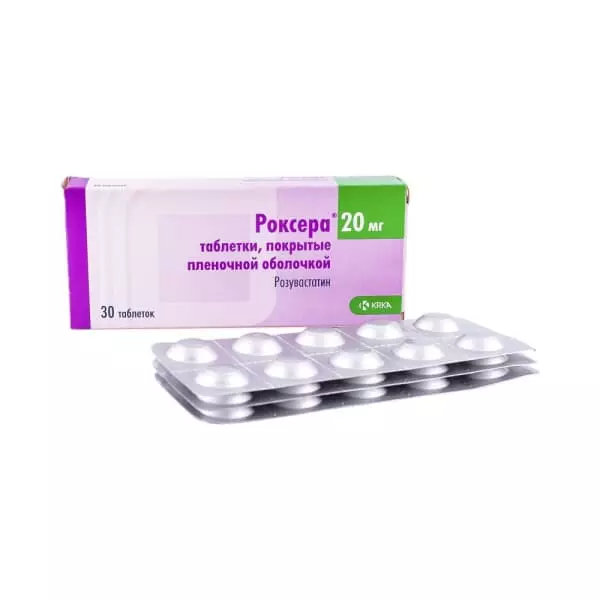 Роксера® 20 мг
таблетки, покрытые
пленочной оболочкой
Розувастатин
30 таблеток
KRKA